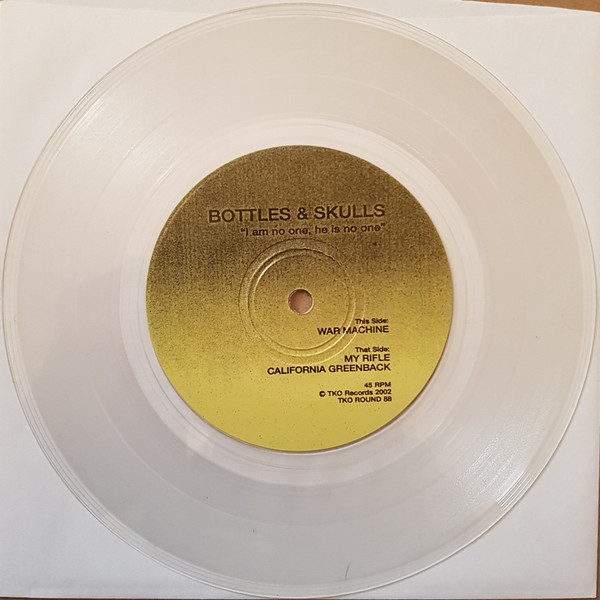 BOTTLES & SKULLS
"I am no one, he is no one"
This Side:
WAR MACHINE
That Side:
MY RIFLE
CALIFORNIA GREENBACK
45 RPM
© TKO Records 2002
TKO ROUND 88